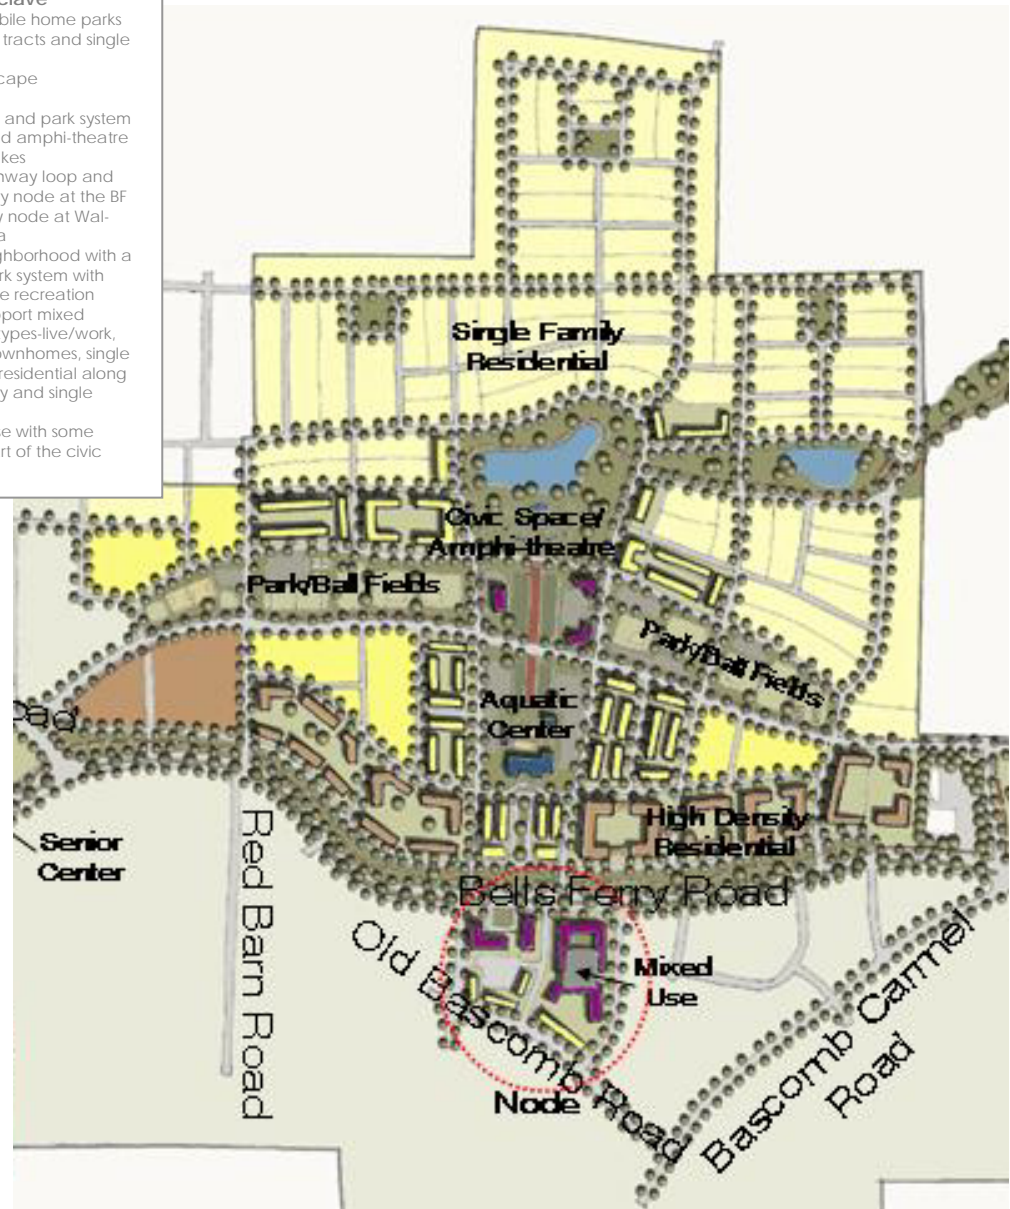 bile home parks
tracts and single
cape
and park system
d amphi-theatre
kes
nway loop and
y node at the BF
y node at Wal-
a
ghborhood with a
rk system with
e recreation
port mixed
types-live/work,
ownhomes, single
residential along
y and single
se with some
rt of the civic
Single Family
Residential
Civic Space/
Amphi-theatre
Park/Ball Fields
Park/Ball Fields
Aquatic
Center
oad
Senior
Center
High Density
Residential
Red Barn Road
Bells Ferry Road
Old Bascomb Road
Mixed
Use
Node
Bascomb Carmel
Road